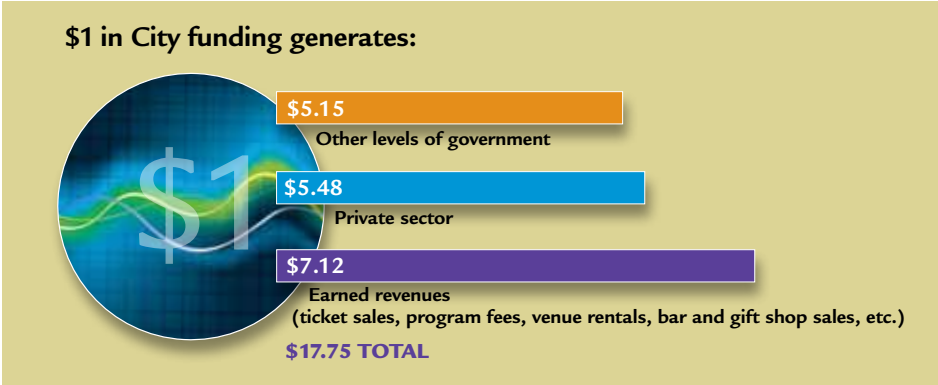 $1 in City funding generates:
$1
$5.15
Other levels of government
$5.48
Private sector
$7.12
Earned revenues
(ticket sales, program fees, venue rentals, bar and gift shop sales, etc.)
$17.75 TOTAL